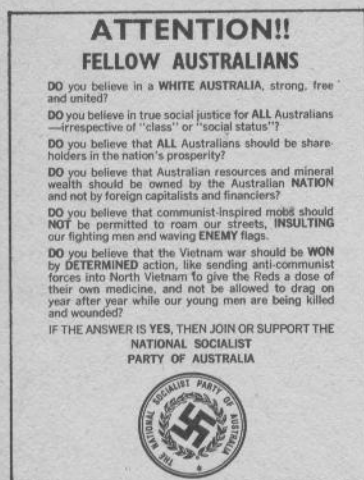 ATTENTION!!
FELLOW AUSTRALIANS
DO you believe in a WHITE AUSTRALIA, strong, free
and united?
DO you believe in true social justice for ALL Australians
—irrespective of "class" or "social status"?
DO you believe that ALL Australians should be share-
holders in the nation's prosperity?
DO you believe that Australian resources and mineral
wealth should be owned by the Australian NATION
and not by foreign capitalists and financiers?
DO you believe that communist-inspired mobs should
NOT be permitted to roam our streets, INSULTING
our fighting men and waving ENEMY flags.
DO you believe that the Vietnam war should be WON
by DETERMINED action, like sending anti-communist
forces into North Vietnam to give the Reds a dose of
their own medicine, and not be allowed to drag on
year after year while our young men are being killed
and wounded?
IF THE ANSWER IS YES, THEN JOIN OR SUPPORT THE
NATIONAL SOCIALIST
PARTY OF AUSTRALIA
THE NATIONAL SOCIALIST PARTY OF AUSTRALIA